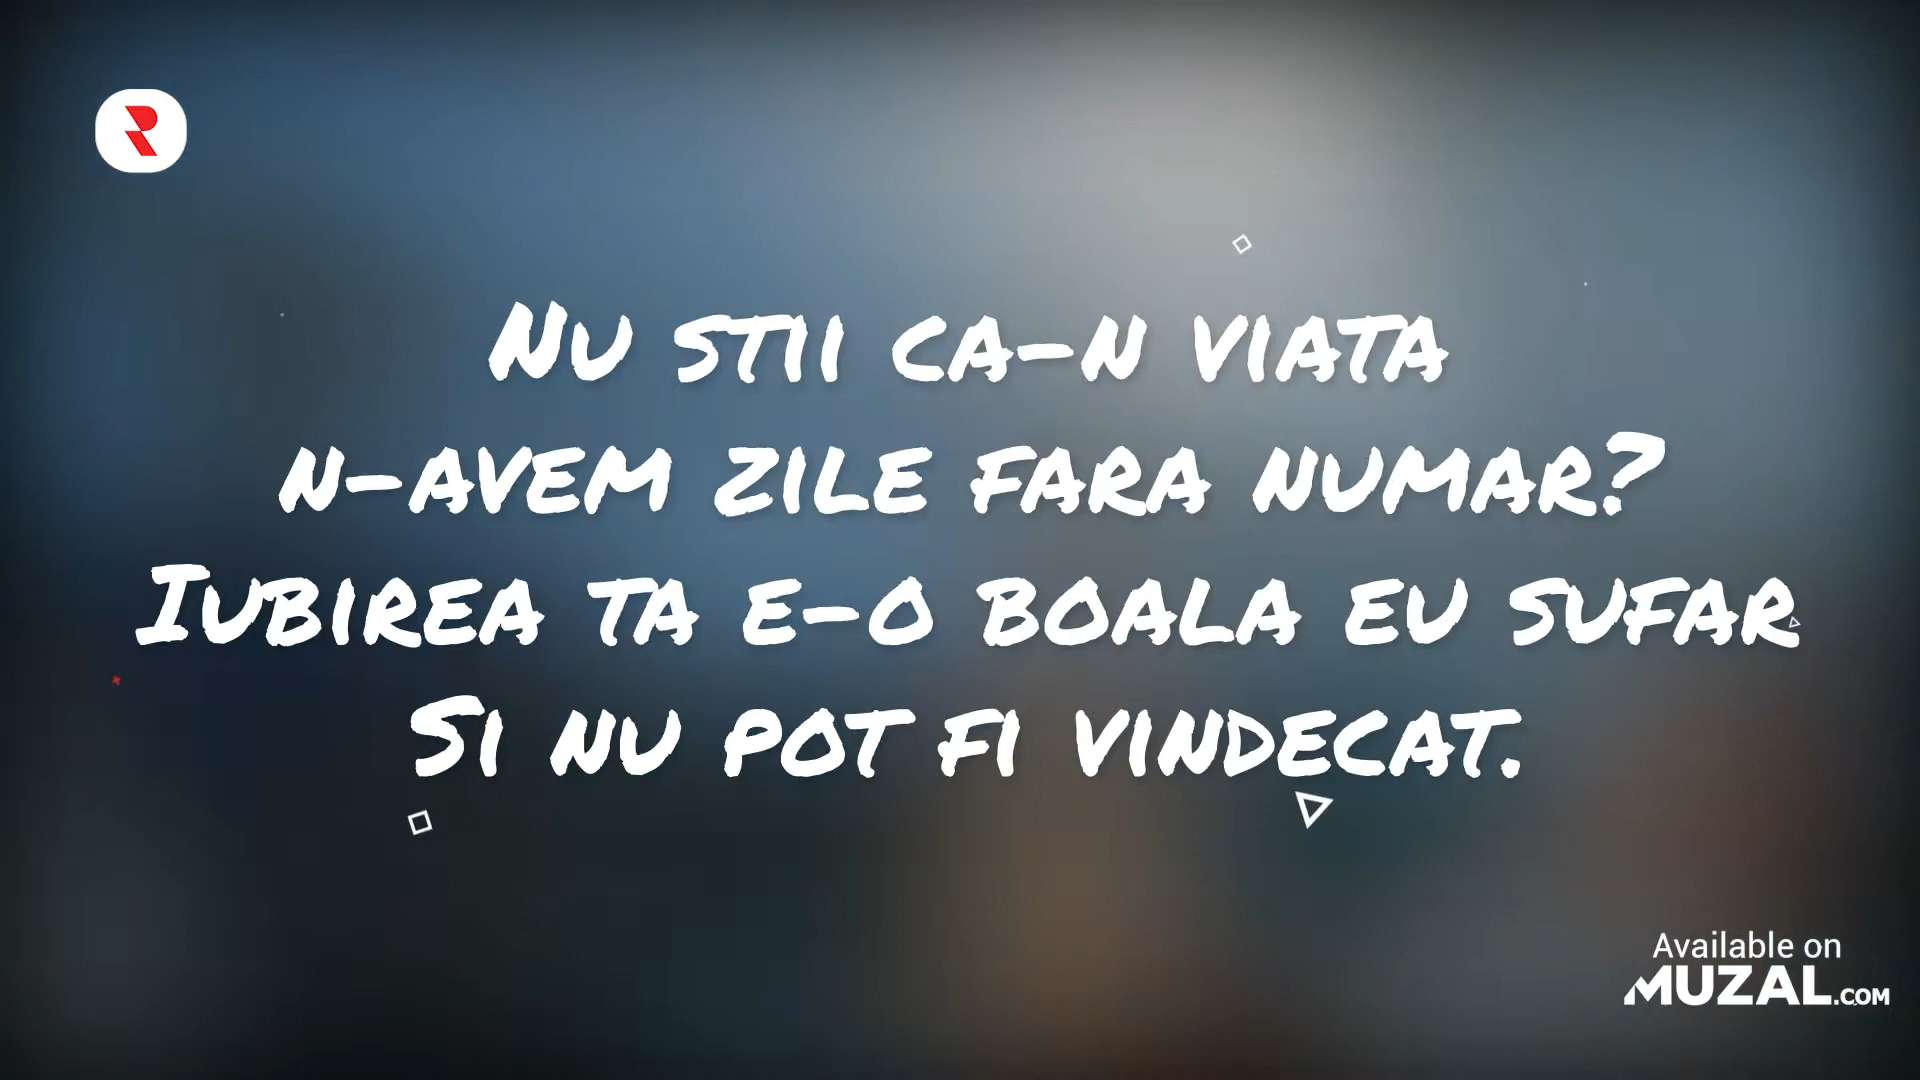 Nu stii ca-n viata
n-avem zile fara numar?
Iubirea ta e-o boala eu sufar
Si nu pot fi vindecat.
Available on
MUZAL.COM